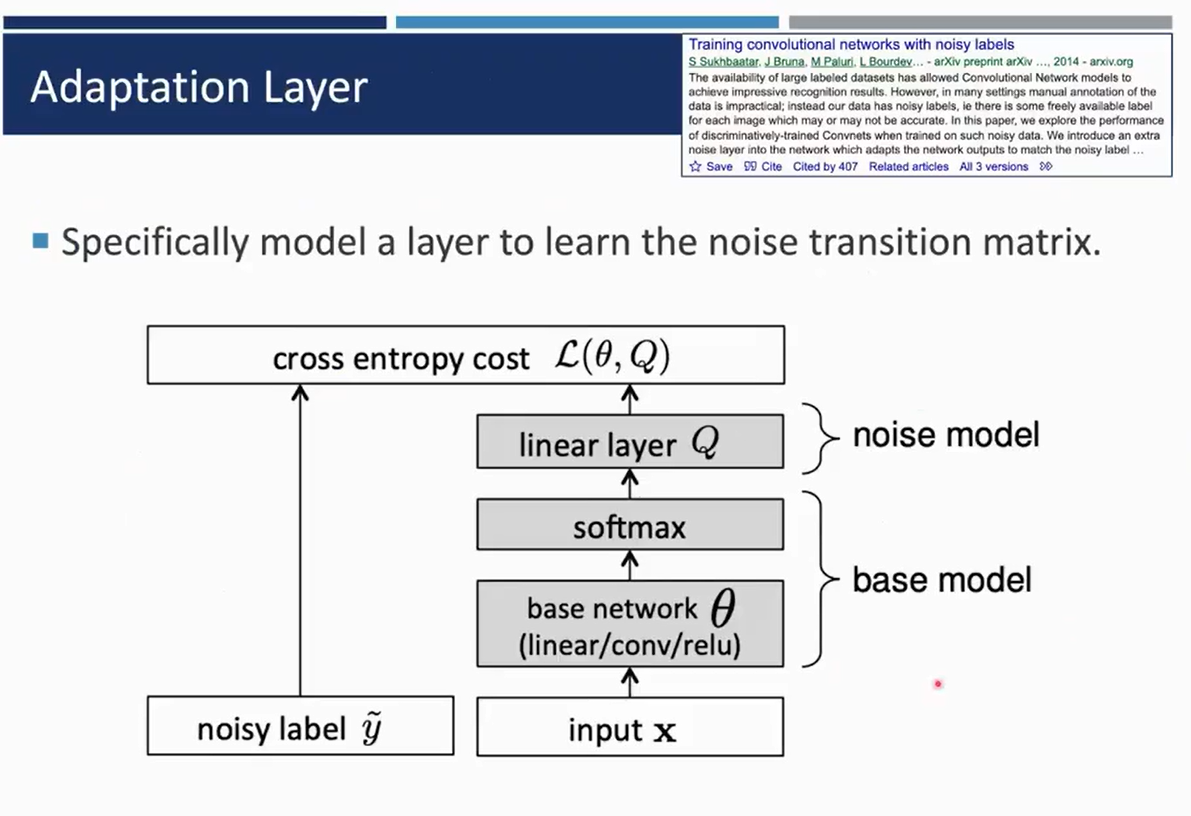 Adaptation Layer
Training convolutional networks with noisy labels
S Sukhbaatar, J Bruna, M Paluri, L Bourdev... - arXiv preprint arXiv ..., 2014 - arxiv.org
The availability of large labeled datasets has allowed Convolutional Network models to
achieve impressive recognition results. However, in many settings manual annotation of the
data is impractical; instead our data has noisy labels, ie there is some freely available label
for each image which may or may not be accurate. In this paper, we explore the performance
of discriminatively-trained Convnets when trained on such noisy data. We introduce an extra
noise layer into the network which adapts the network outputs to match the noisy label ...
Save Cite Cited by 407 Related articles All 3 versions
Specifically model a layer to learn the noise transition matrix.
cross entropy cost ℒ(θ, Q)
linear layer Q
noise model
softmax
base network θ
(linear/conv/relu)
base model
noisy label ỹ
input x